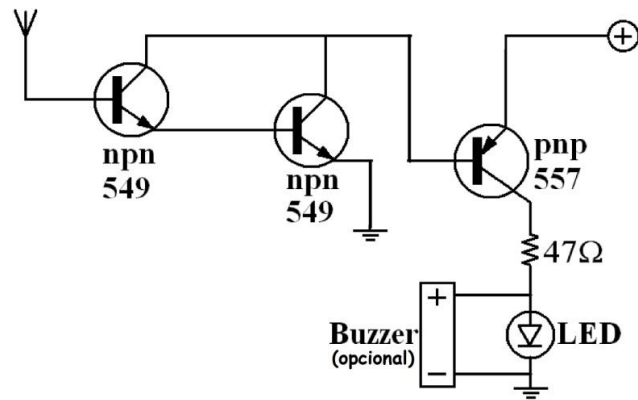 +
npn
549
npn
549
pnp
557
47Ω
+
Buzzer
(opcional)
−
LED